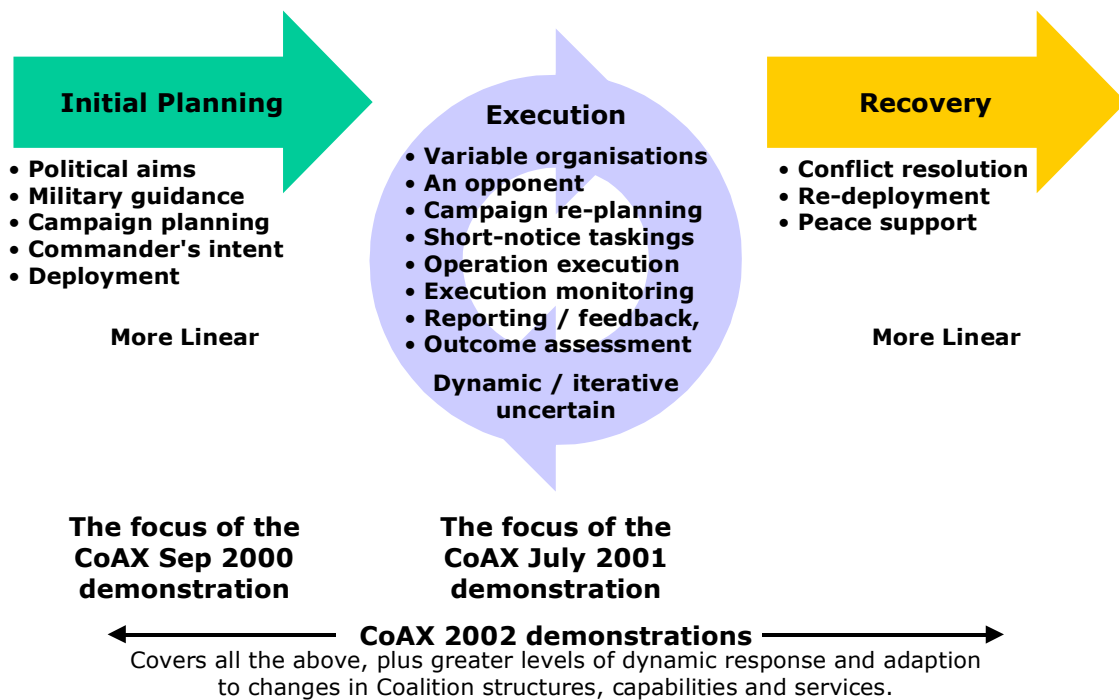 Initial Planning
• Political aims
• Military guidance
• Campaign planning
• Commander's intent
• Deployment
More Linear
Execution
• Variable organisations
• An opponent
• Campaign re-planning
• Short-notice taskings
• Operation execution
• Execution monitoring
• Reporting / feedback,
• Outcome assessment
Dynamic / iterative
uncertain
Recovery
• Conflict resolution
• Re-deployment
• Peace support
More Linear
The focus of the
CoAX Sep 2000
demonstration
The focus of the
CoAX July 2001
demonstration
CoAX 2002 demonstrations
Covers all the above, plus greater levels of dynamic response and adaption
to changes in Coalition structures, capabilities and services.